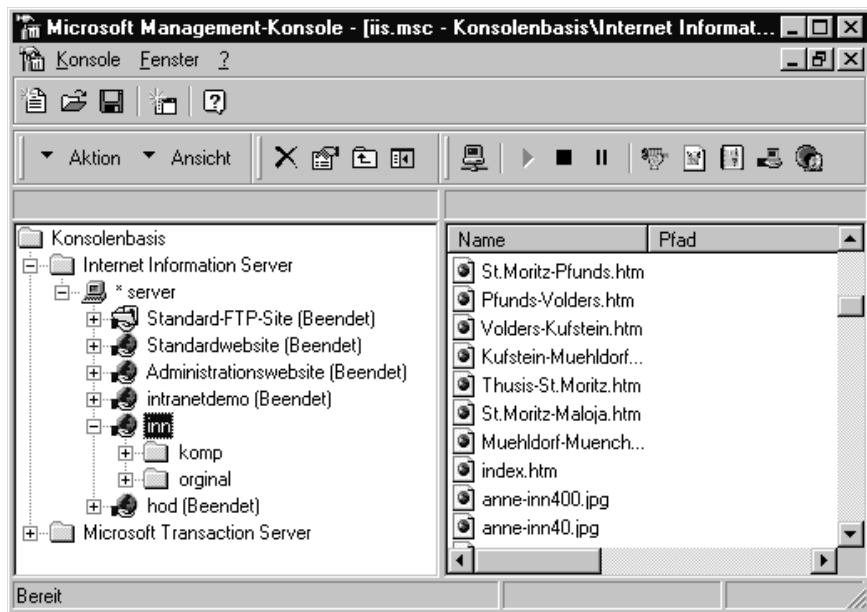 Microsoft Management-Konsole - [iis.msc - Konsolenbasis\Internet Informat...
Konsole Fenster ?
Aktion Ansicht
Konsolenbasis
Internet Information Server
* server
Standard-FTP-Site (Beendet)
Standardwebsite (Beendet)
Administrationswebsite (Beendet)
intranetdemo (Beendet)
inn
komp
orginal
hod (Beendet)
Microsoft Transaction Server
Name Pfad
St.Moritz-Pfunds.htm
Pfunds-Volders.htm
Volders-Kufstein.htm
Kufstein-Muehldorf...
Thusis-St.Moritz.htm
St.Moritz-Maloja.htm
Muehldorf-Muench...
index.htm
anne-inn400.jpg
anne-inn40.jpg
Bereit